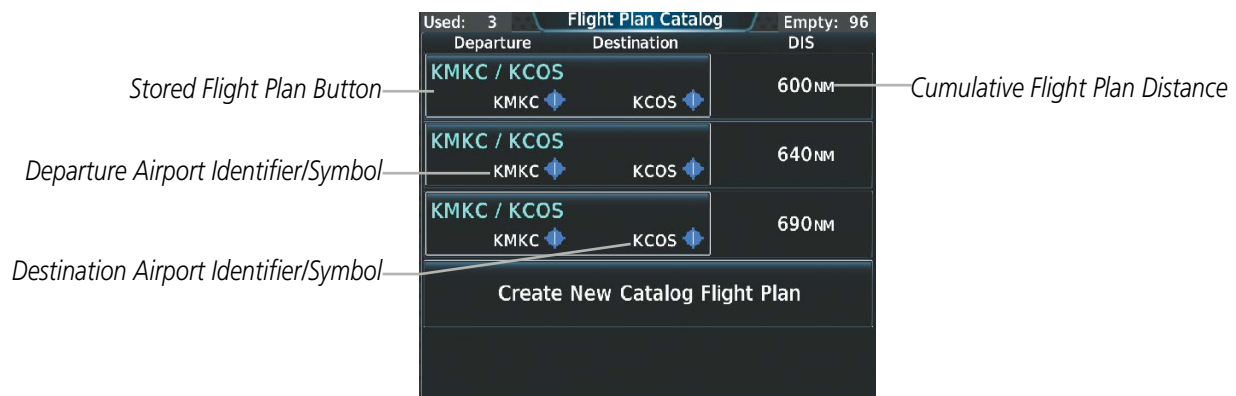 Used: 3 Flight Plan Catalog Empty: 96
Departure Destination DIS
KMKC / KCOS
KMKC KCOS
600NM
Stored Flight Plan Button
Cumulative Flight Plan Distance
KMKC / KCOS
KMKC KCOS
640NM
Departure Airport Identifier/Symbol
KMKC / KCOS
KMKC KCOS
690NM
Destination Airport Identifier/Symbol
Create New Catalog Flight Plan